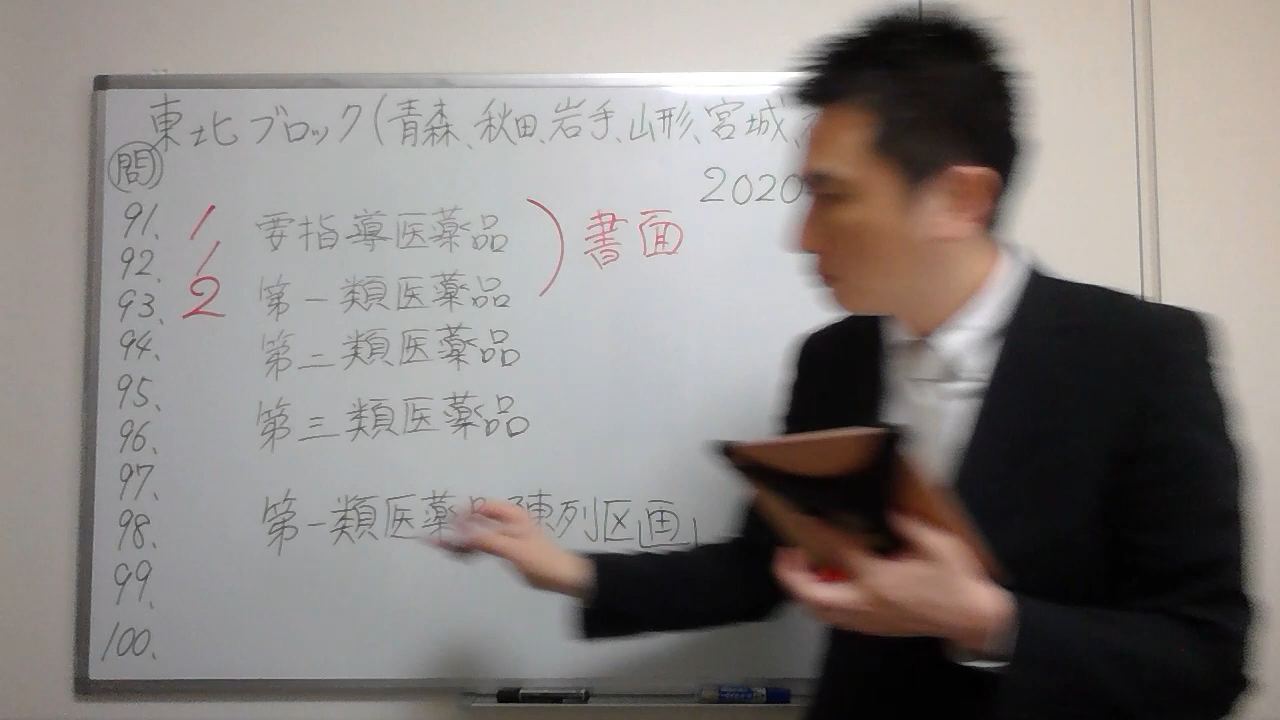 東北ブロック(青森、秋田、岩手、山形、宮城、
2020
問
91. 1 要指導医薬品 ) 書面
92. 1
93. 2 第一類医薬品
94. 第二類医薬品
95.
96. 第三類医薬品
97.
98. 第一類医薬品「陳列区画」
99.
100.